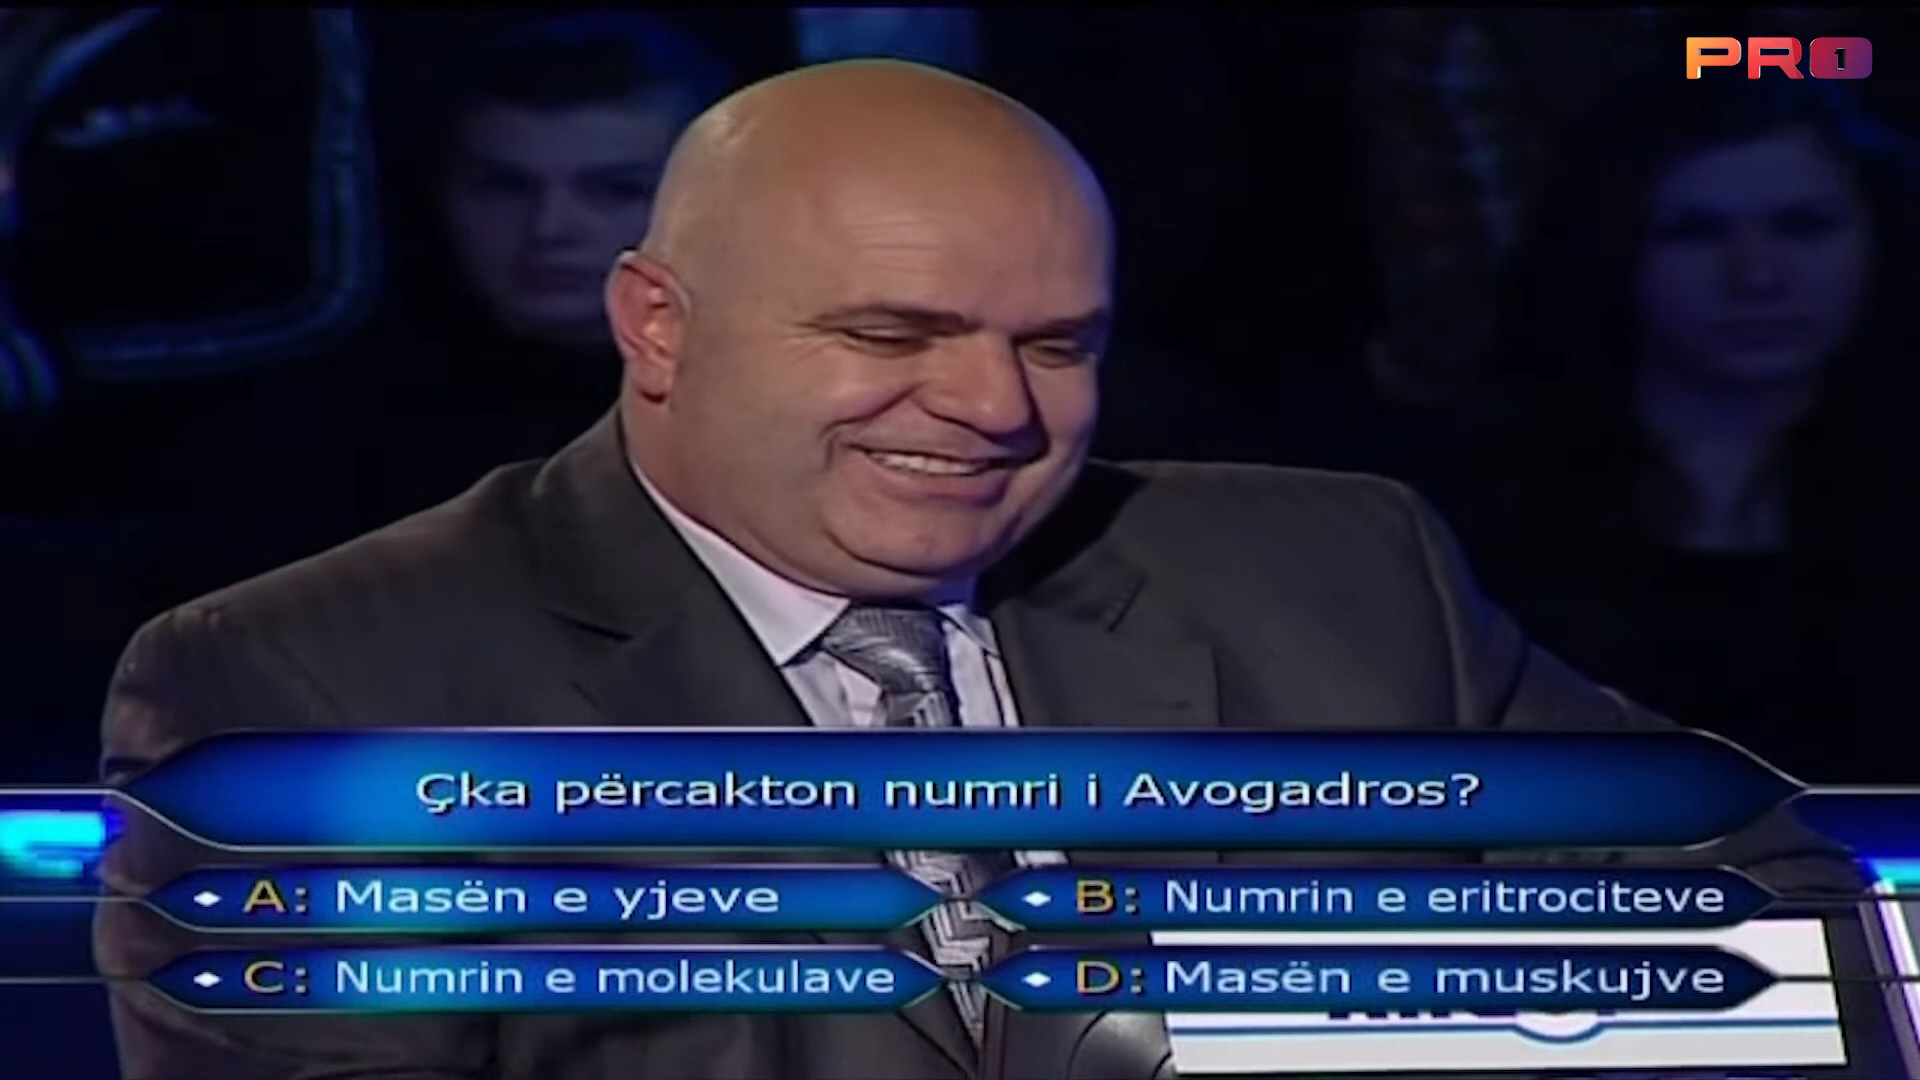 PRO 1
Çka përcakton numri i Avogadros?
A: Masën e yjeve
B: Numrin e eritrociteve
C: Numrin e molekulave
D: Masën e muskujve